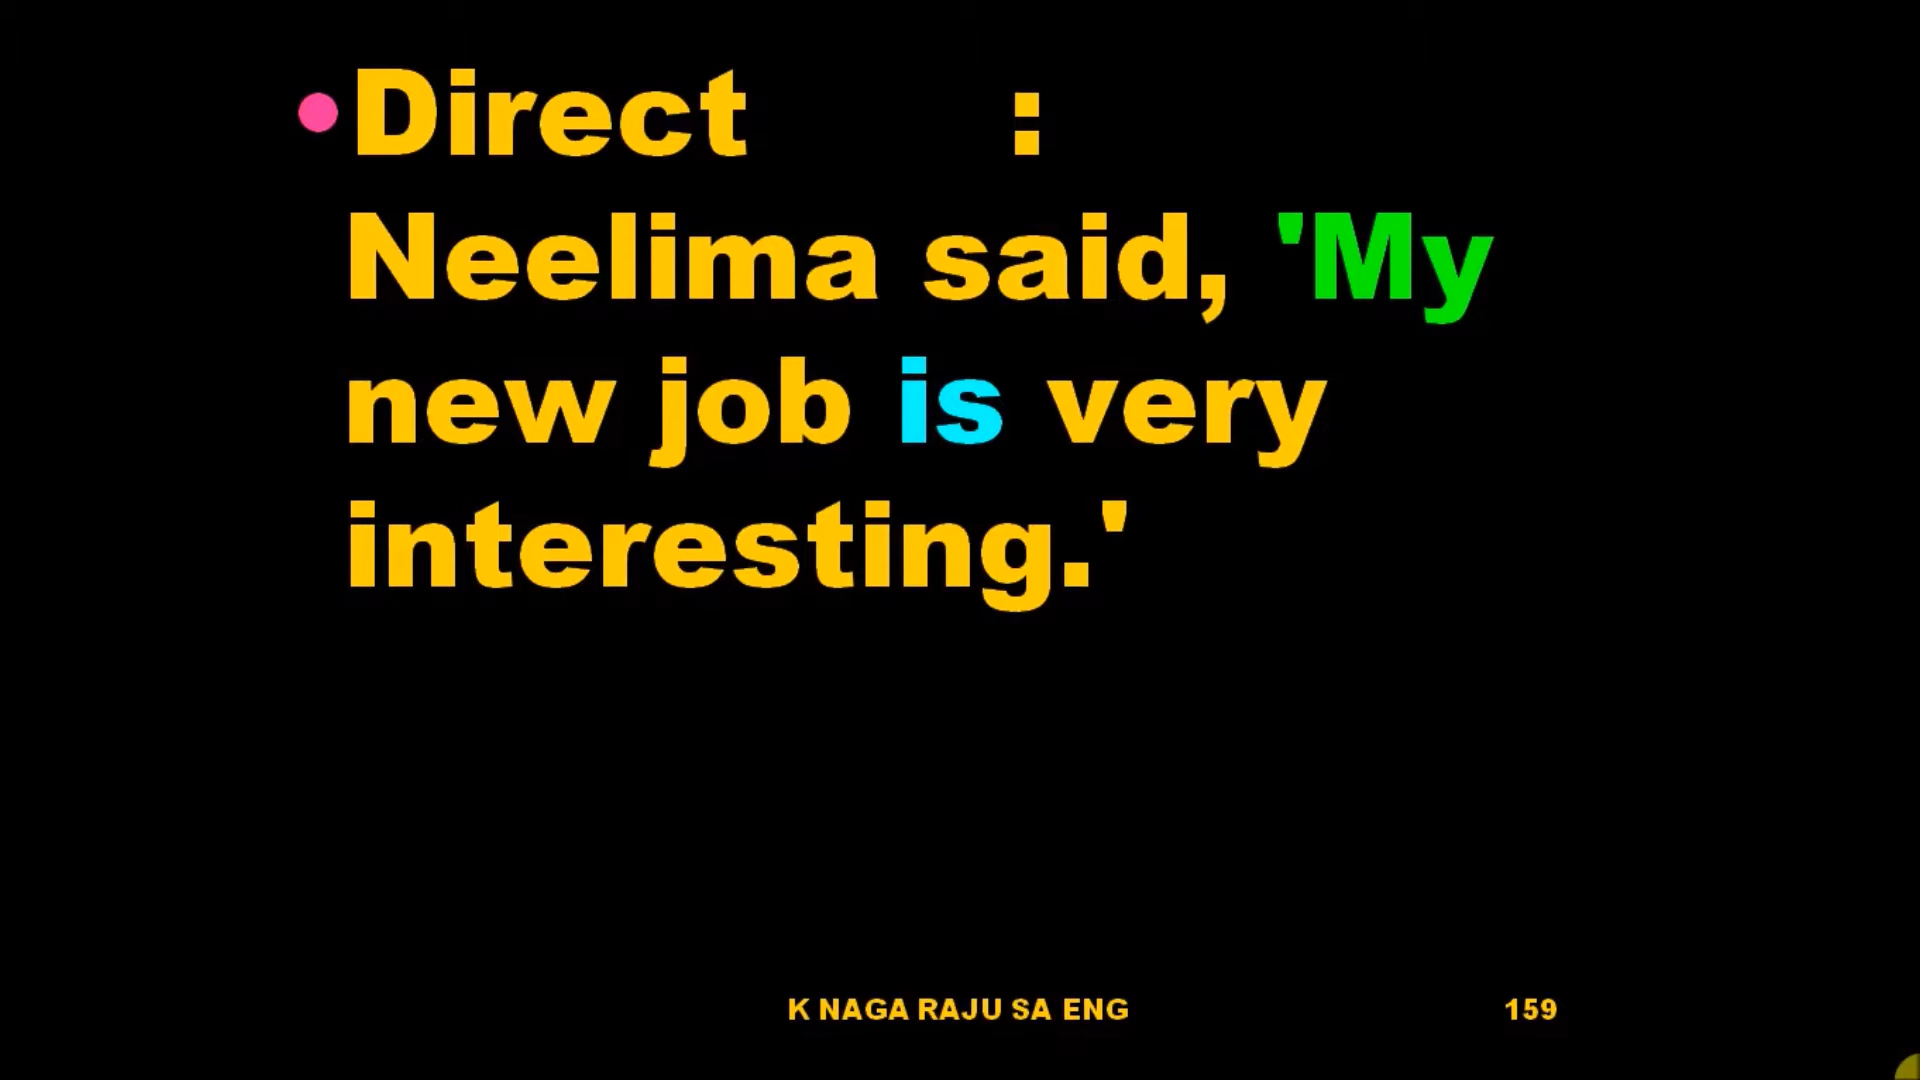 •Direct :
Neelima said, 'My
new job is very
interesting.'
K NAGA RAJU SA ENG 159